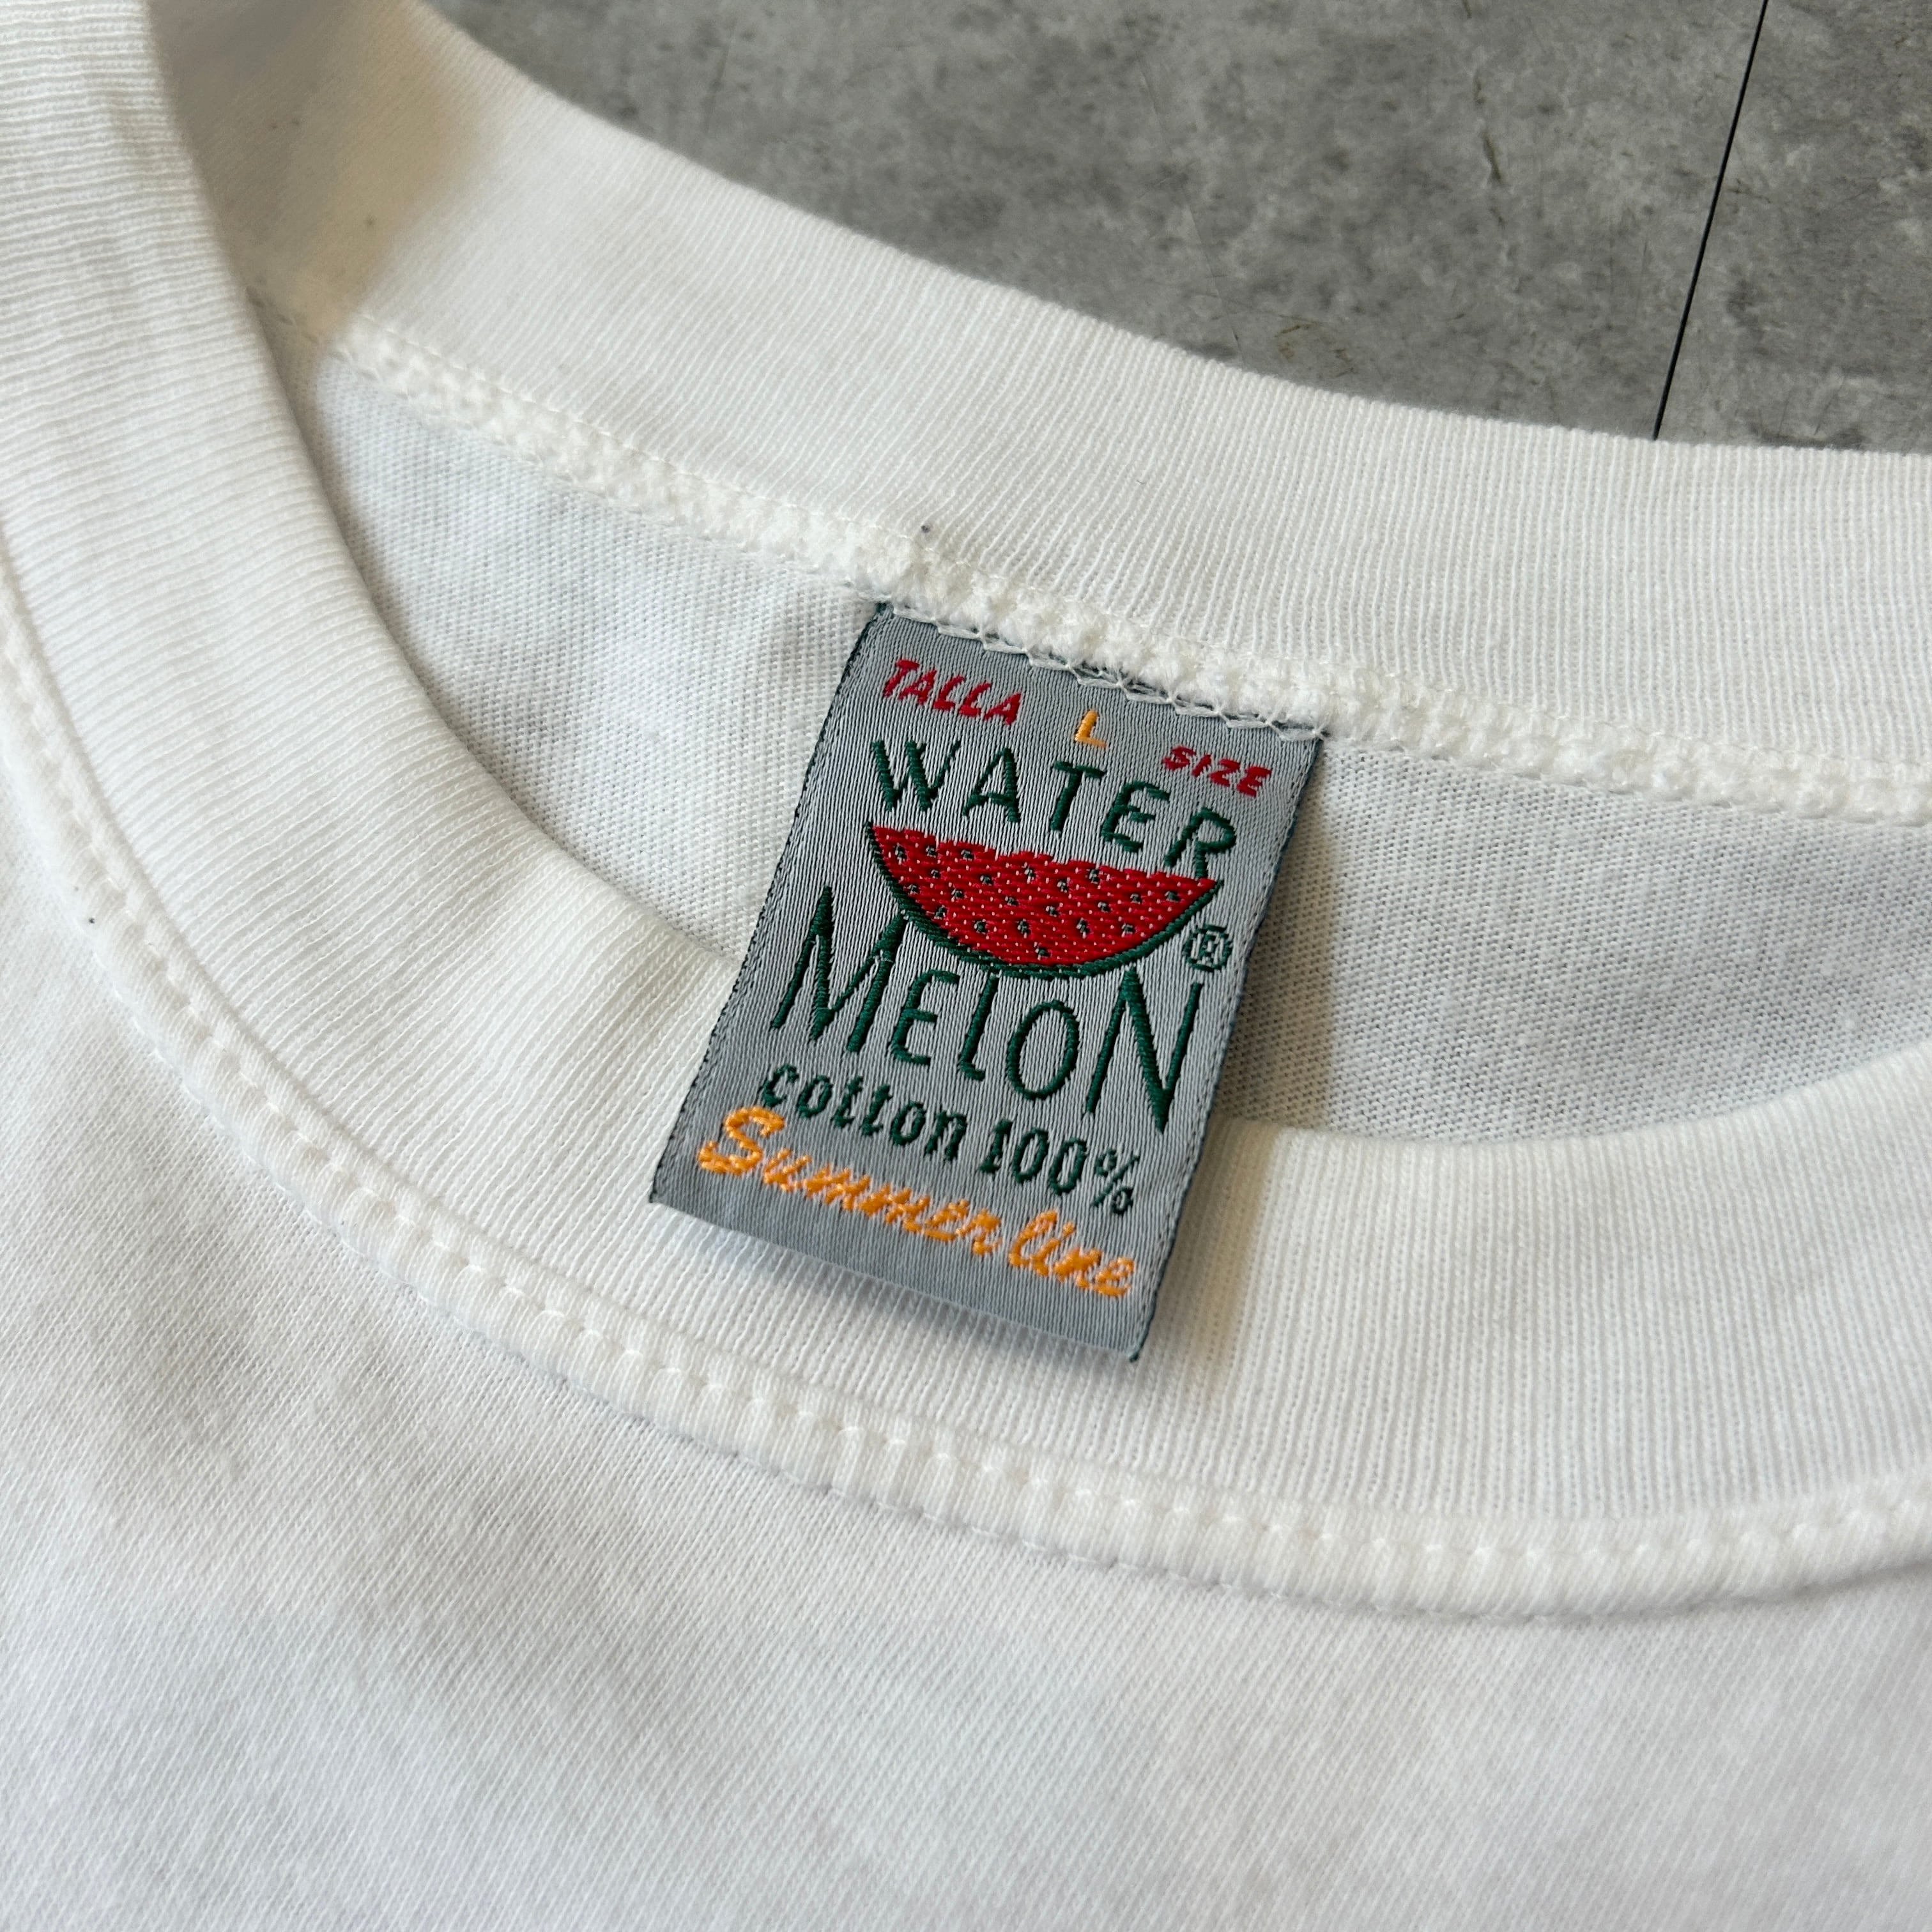 TALLA L SIZE
WATER
MELON ®
cotton 100%
Summer line